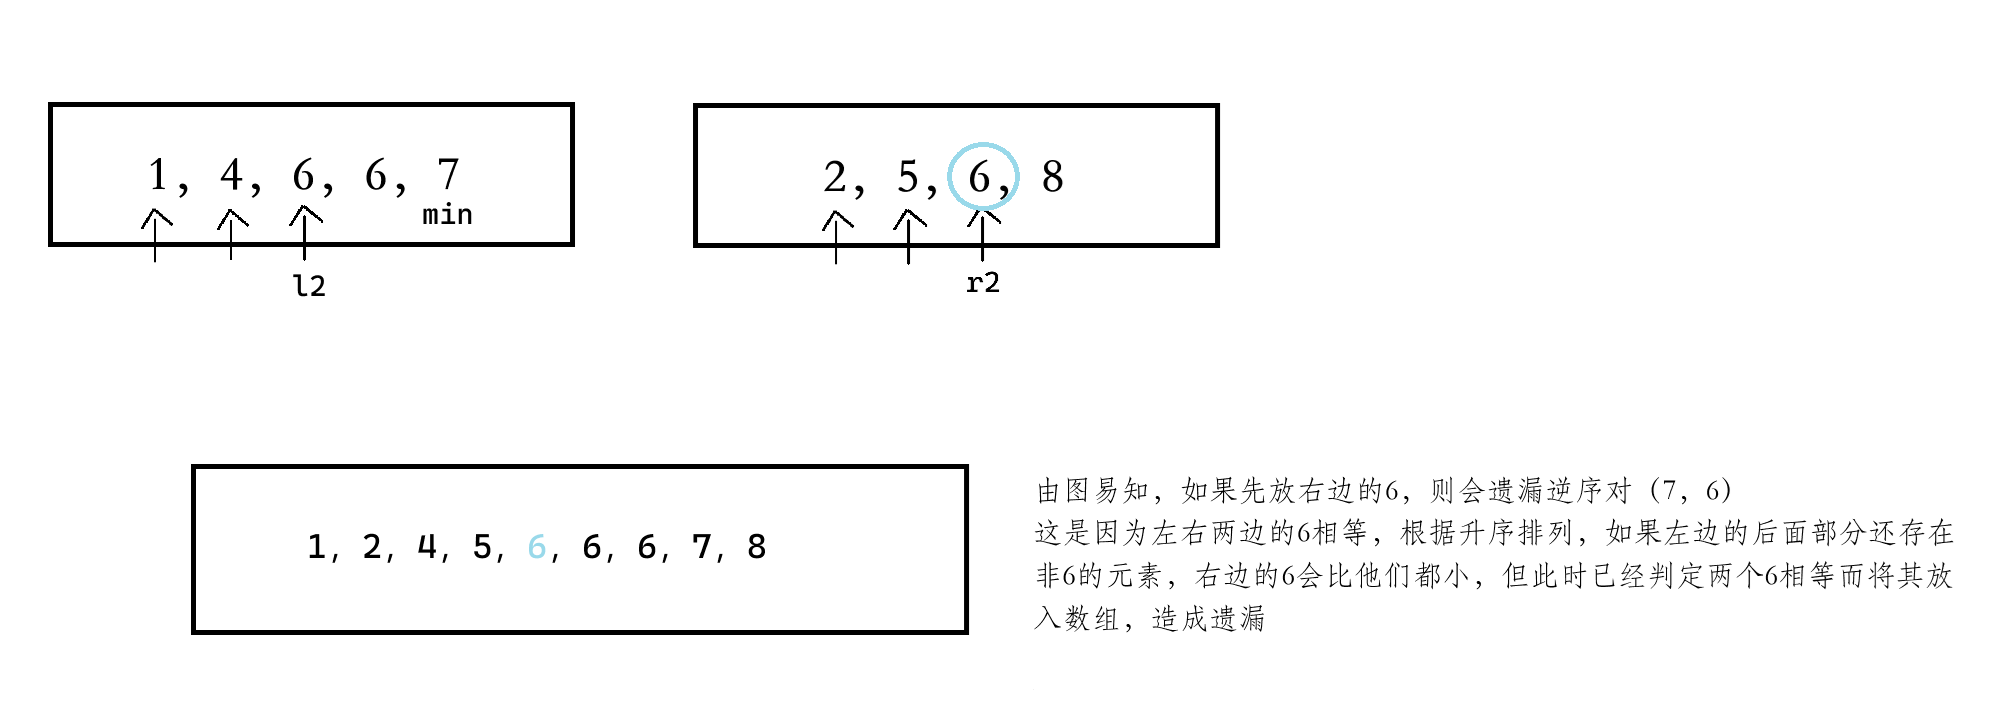 1, 4, 6, 6, 7
min
l2
2, 5, 6, 8
r2
1, 2, 4, 5, 6, 6, 6, 7, 8
由图易知，如果先放右边的6，则会遗漏逆序对（7，6）
这是因为左右两边的6相等，根据升序排列，如果左边的后面部分还存在
非6的元素，右边的6会比他们都小，但此时已经判定两个6相等而将其放
入数组，造成遗漏